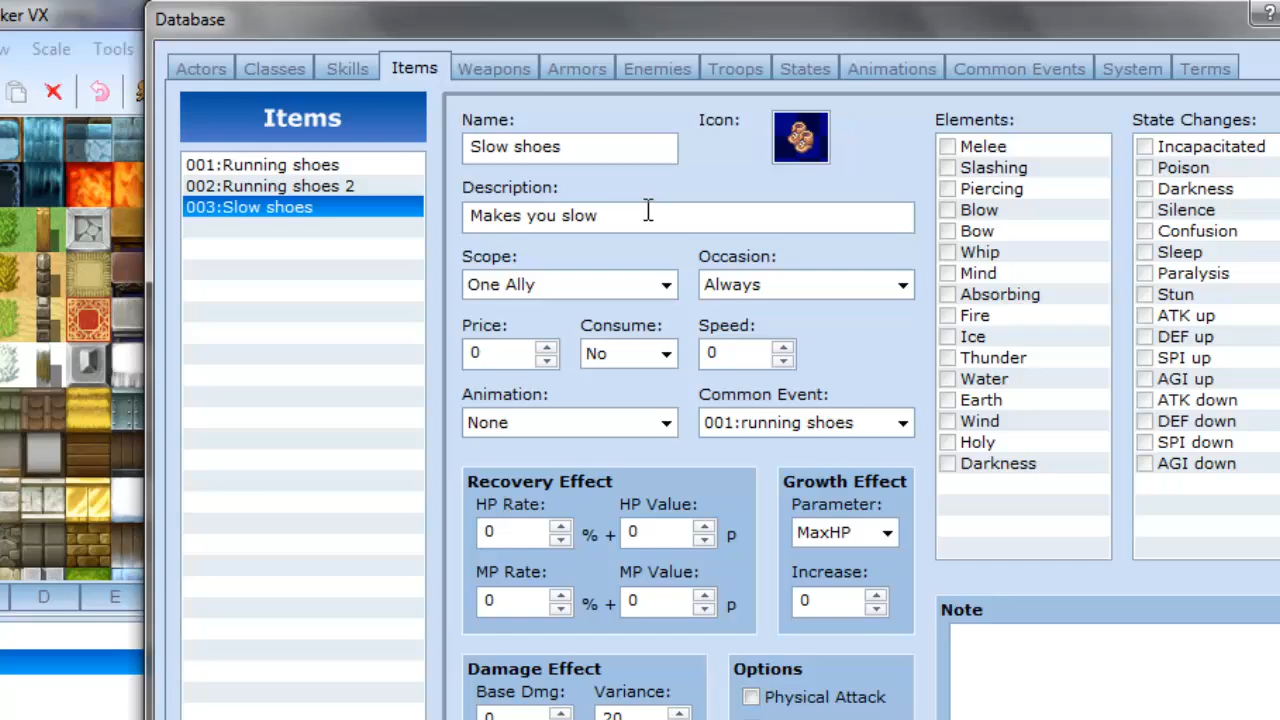 ker VX
Database
?
w Scale Tools
Actors Classes Skills Items Weapons Armors Enemies Troops States Animations Common Events System Terms
Items
001:Running shoes
002:Running shoes 2
003:Slow shoes
Name:
Slow shoes
Icon:
Description:
Makes you slow
Scope:
One Ally
Occasion:
Always
Price:
0
Consume:
No
Speed:
0
Animation:
None
Common Event:
001:running shoes
Recovery Effect
HP Rate:
0 % +
HP Value:
0 p
MP Rate:
0 % +
MP Value:
0 p
Growth Effect
Parameter:
MaxHP
Increase:
0
Damage Effect
Base Dmg:
0
Variance:
20
Options
Physical Attack
Elements:
Melee
Slashing
Piercing
Blow
Bow
Whip
Mind
Absorbing
Fire
Ice
Thunder
Water
Earth
Wind
Holy
Darkness
State Changes:
Incapacitated
Poison
Darkness
Silence
Confusion
Sleep
Paralysis
Stun
ATK up
DEF up
SPI up
AGI up
ATK down
DEF down
SPI down
AGI down
Note
D E